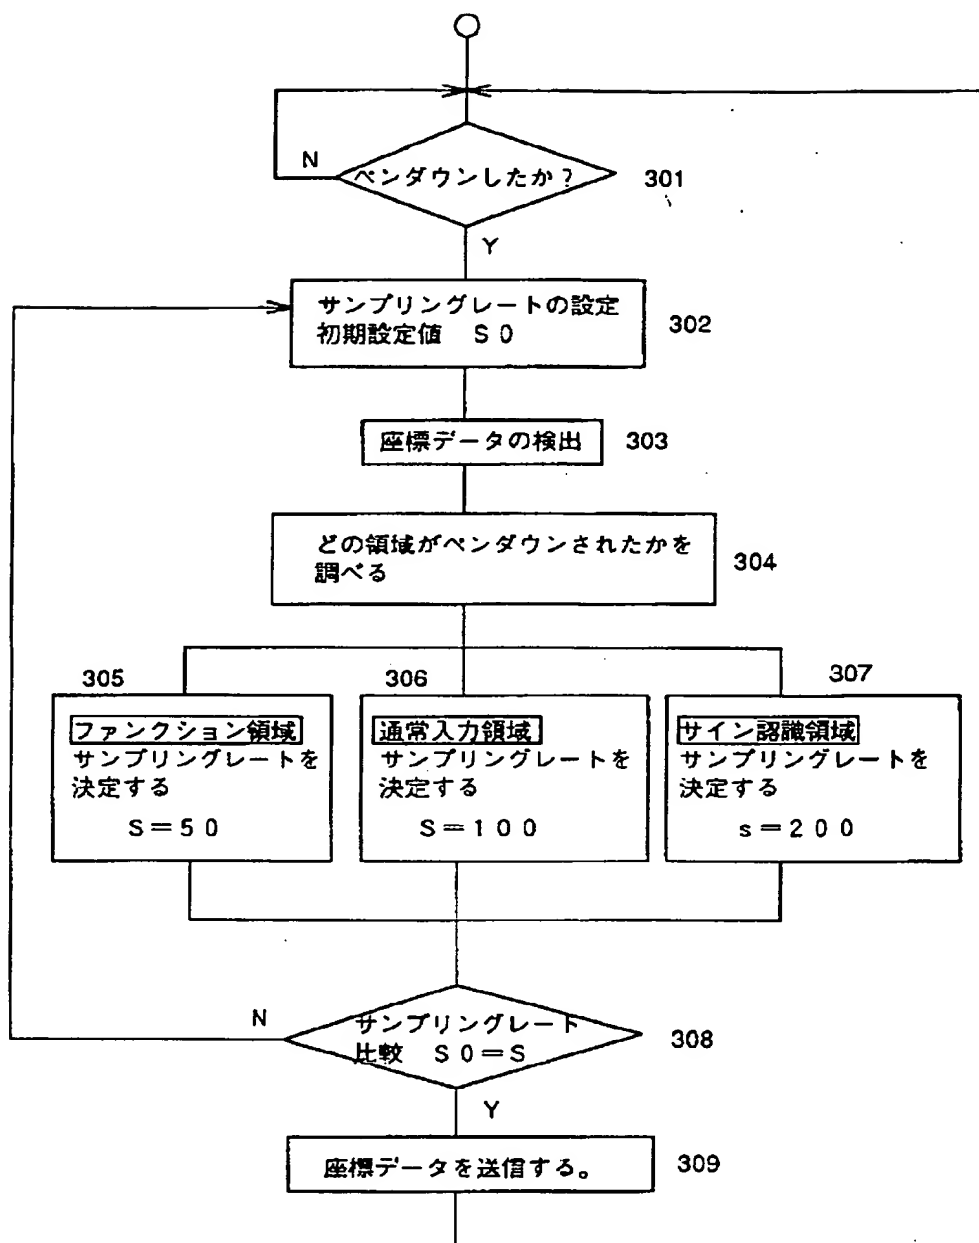 N
ペンダウンしたか？
301
Y
サンプリングレートの設定
初期設定値　S0
302
座標データの検出
303
どの領域がペンダウンされたかを
調べる
304
305
ファンクション領域
サンプリングレートを
決定する
S＝50
306
通常入力領域
サンプリングレートを
決定する
S＝100
307
サイン認識領域
サンプリングレートを
決定する
s＝200
N
サンプリングレート
比較　S0＝S
308
Y
座標データを送信する。
309